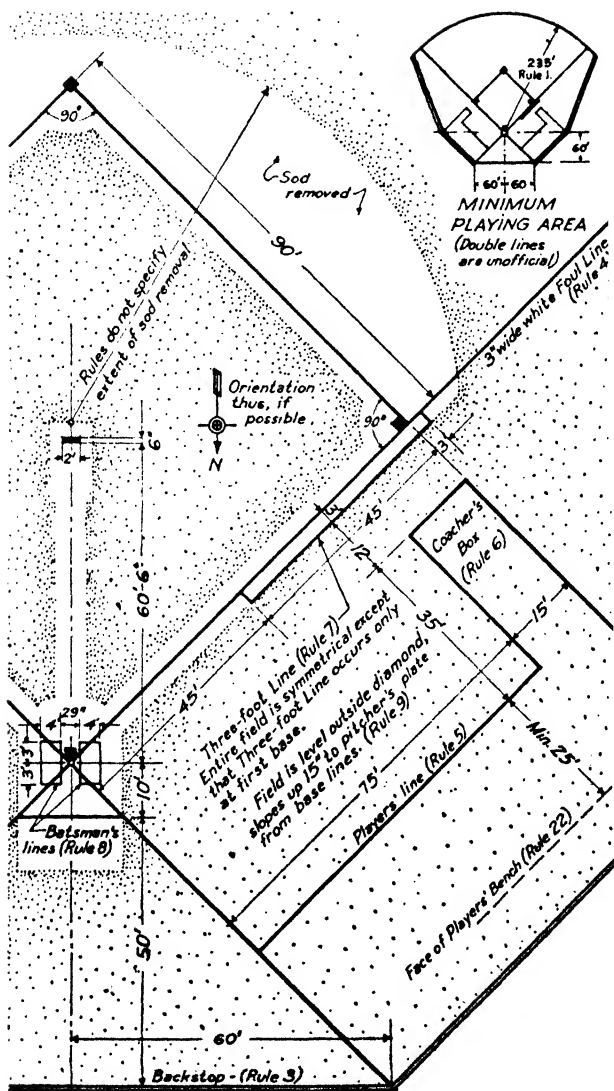 235'
Rule 1.
60'
60' 60
MINIMUM
PLAYING AREA
(Double lines
are unofficial)
90°
Sod
removed
90'
3" wide white Foul Line
(Rule 4
Rules do not specify
extent of sod removal
Orientation
thus, if
possible
N
90°
6"
2'
3'
3'
45'
12'
35'
Coacher's
Box
(Rule 6)
15'
60'-6"
Three-foot Line (Rule 7)
Entire field is symmetrical except
that Three-foot Line occurs only
at first base.
Field is level outside diamond,
slopes up 15" to pitcher's plate
from base lines. (Rule 9)
45'
75'
Players' line (Rule 5)
Min. 25'
29"
4' 4'
3'+3'
10'
Batsman's
lines (Rule 8)
Face of Players' Bench (Rule 22)
50'
60'
Backstop - (Rule 3)